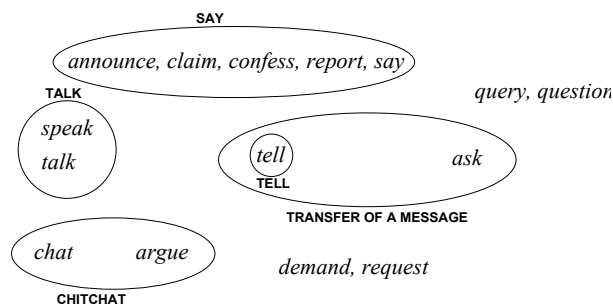 SAY
announce, claim, confess, report, say
TALK
query, question
speak
talk
tell
ask
TELL
TRANSFER OF A MESSAGE
chat argue
demand, request
CHITCHAT